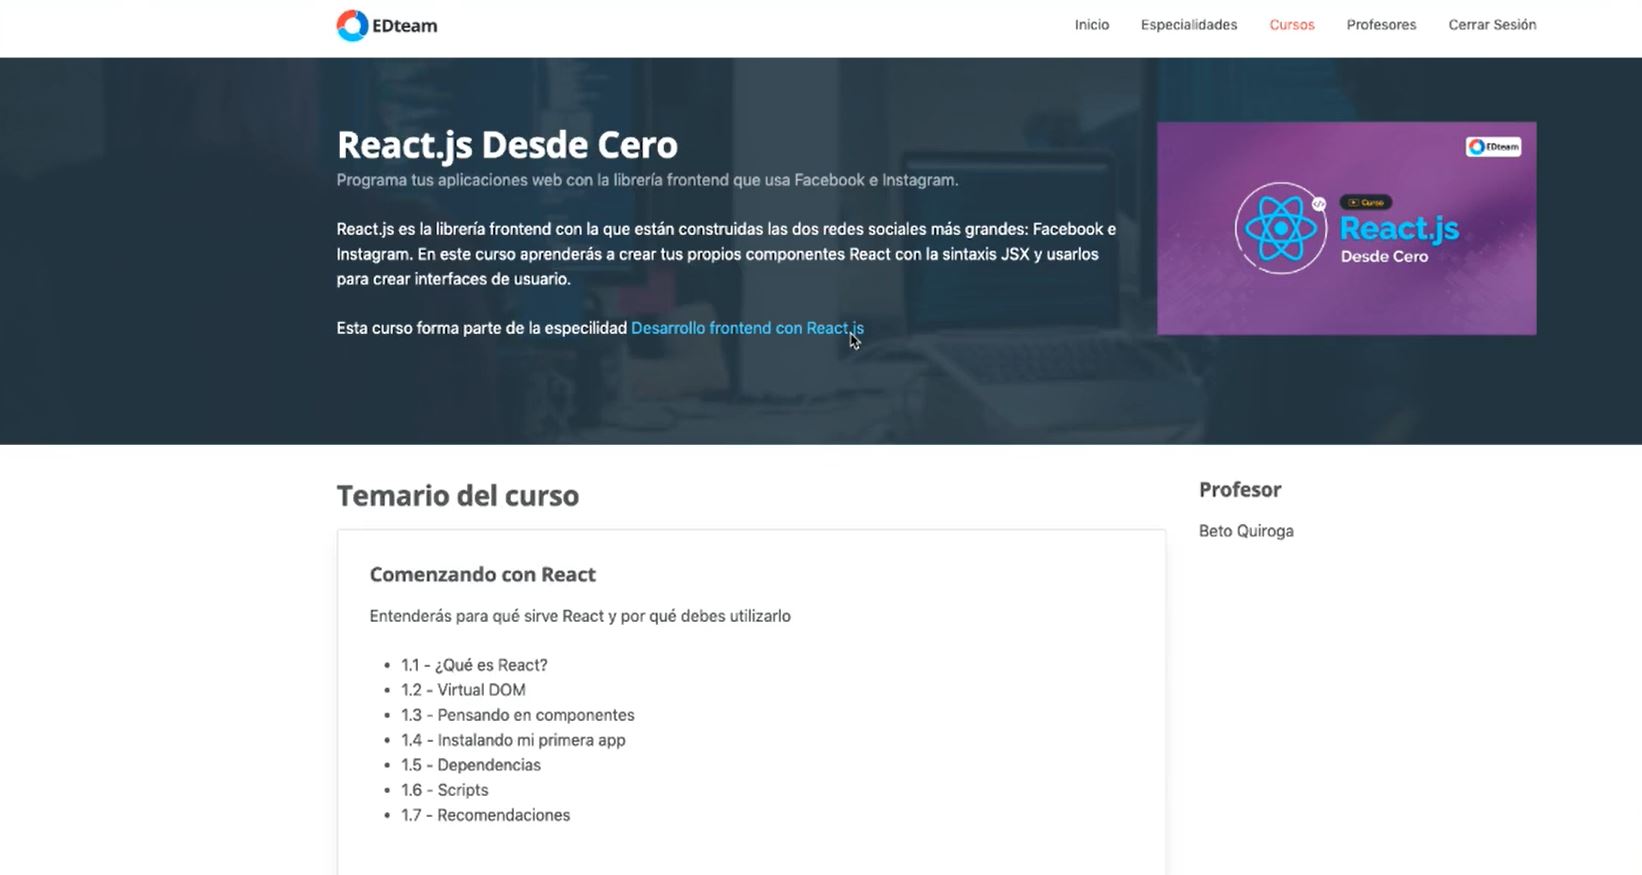 EDteam
Inicio Especialidades Cursos Profesores Cerrar Sesión
React.js Desde Cero
Programa tus aplicaciones web con la librería frontend que usa Facebook e Instagram.
React.js es la librería frontend con la que están construidas las dos redes sociales más grandes: Facebook e
Instagram. En este curso aprenderás a crear tus propios componentes React con la sintaxis JSX y usarlos
para crear interfaces de usuario.
Esta curso forma parte de la especilidad Desarrollo frontend con React.js
EDteam
Curso
React.js
Desde Cero
Temario del curso
Comenzando con React
Entenderás para qué sirve React y por qué debes utilizarlo
• 1.1 - ¿Qué es React?
• 1.2 - Virtual DOM
• 1.3 - Pensando en componentes
• 1.4 - Instalando mi primera app
• 1.5 - Dependencias
• 1.6 - Scripts
• 1.7 - Recomendaciones
Profesor
Beto Quiroga